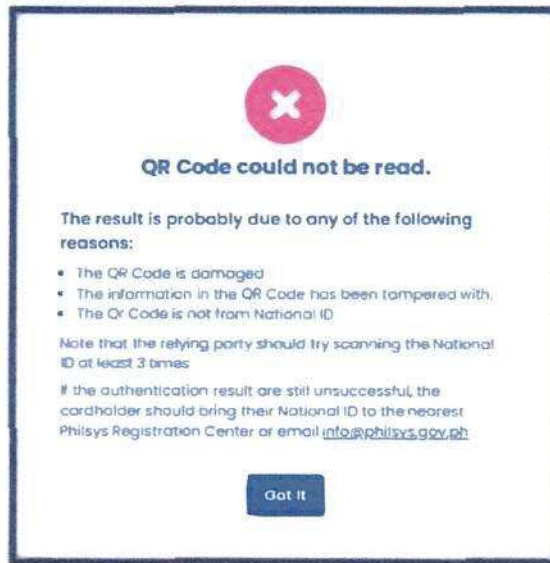 QR Code could not be read.
The result is probably due to any of the following
reasons:
• The QR Code is damaged
• The information in the QR Code has been tampered with.
• The Qr Code is not from National ID
Note that the relying party should try scanning the National
ID at least 3 times
If the authentication result are still unsuccessful, the
cardholder should bring their National ID to the nearest
Philsys Registration Center or email info@philsys.gov.ph
Got It